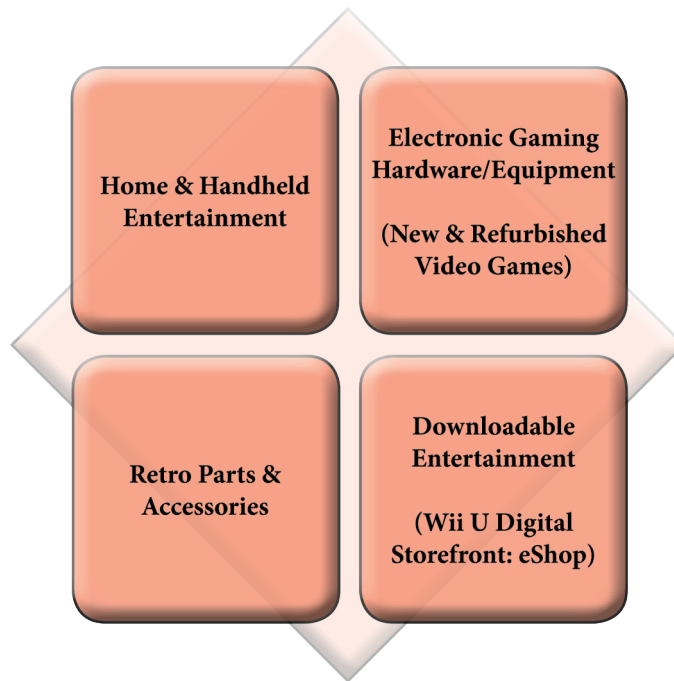 Home & Handheld
Entertainment
Electronic Gaming
Hardware/Equipment
(New & Refurbished
Video Games)
Retro Parts &
Accessories
Downloadable
Entertainment
(Wii U Digital
Storefront: eShop)